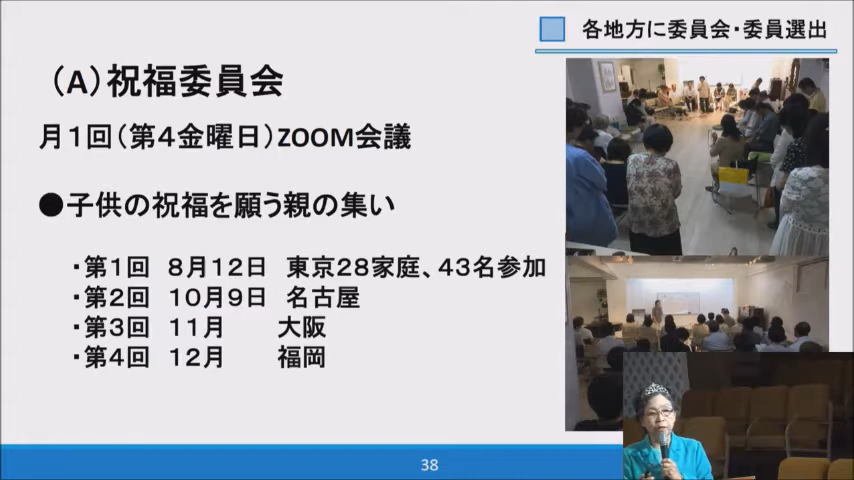 各地方に委員会・委員選出
（A）祝福委員会
月１回（第４金曜日）ZOOM会議
●子供の祝福を願う親の集い
・第１回　８月１２日　東京２８家庭、４３名参加
・第２回　１０月９日　名古屋
・第３回　１１月　大阪
・第４回　１２月　福岡
38